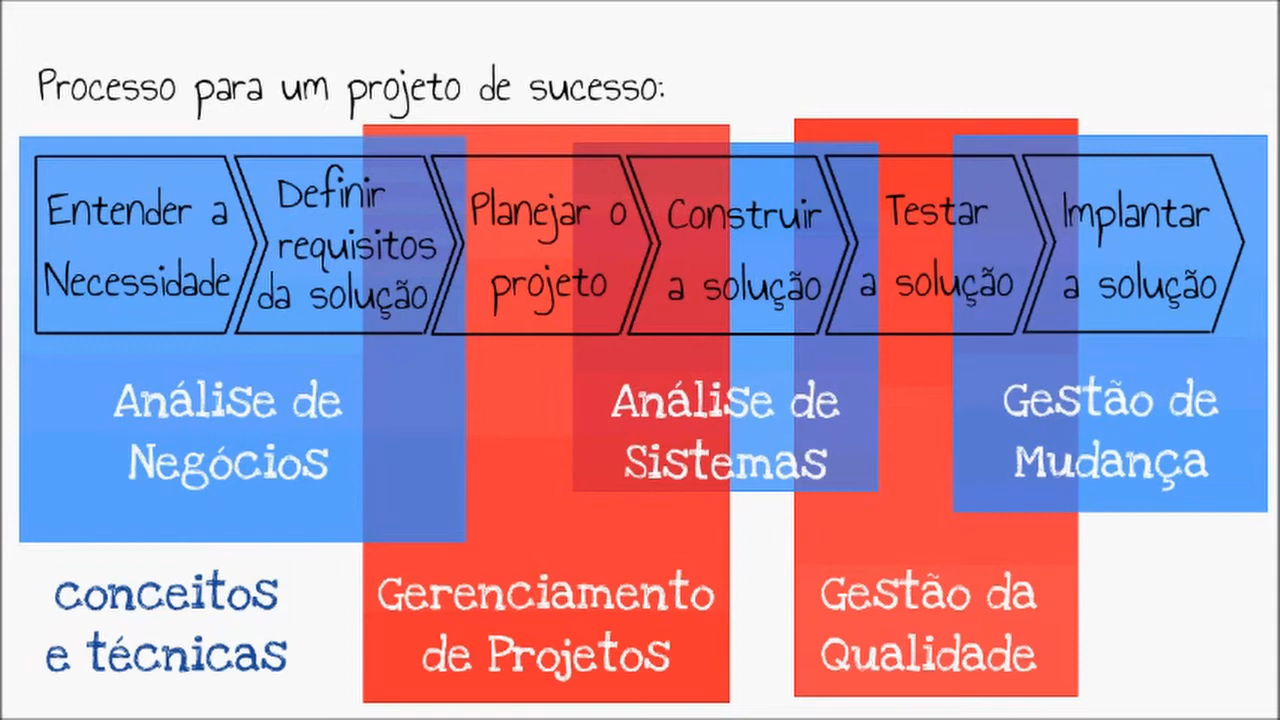 Processo para um projeto de sucesso:
Entender a
Necessidade
Definir
requisitos
da solução
Planejar o
projeto
Construir
a solução
Testar
a solução
Implantar
a solução
Análise de
Negócios
Análise de
Sistemas
Gestão de
Mudança
conceitos
e técnicas
Gerenciamento
de Projetos
Gestão da
Qualidade